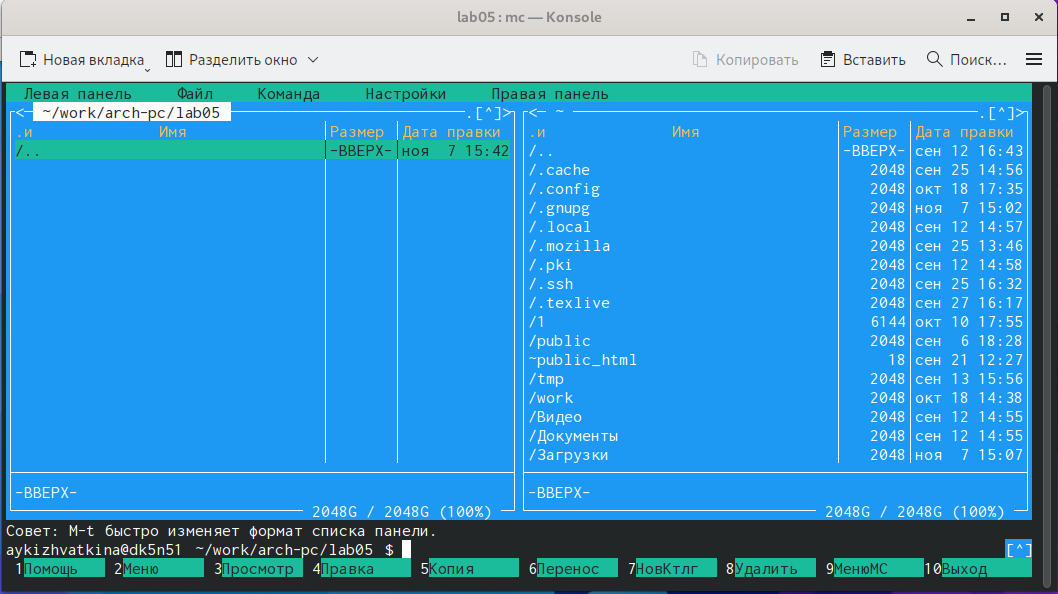 lab05 : mc — Konsole
Новая вкладка Разделить окно Копировать Вставить Поиск...
Левая панель Файл Команда Настройки Правая панель
<─ ~/work/arch-pc/lab05 .[^]> <─ ~ .[^]>
.и Имя Размер Дата правки .и Имя Размер Дата правки
/.. -ВВЕРХ- ноя 7 15:42 /.. -ВВЕРХ- сен 12 16:43
/.cache 2048 сен 25 14:56
/.config 2048 окт 18 17:35
/.gnupg 2048 ноя 7 15:02
/.local 2048 сен 12 14:57
/.mozilla 2048 сен 25 13:46
/.pki 2048 сен 12 14:58
/.ssh 2048 сен 25 16:32
/.texlive 2048 сен 27 16:17
/1 6144 окт 10 17:55
/public 2048 сен 6 18:28
~public_html 18 сен 21 12:27
/tmp 2048 сен 13 15:56
/work 2048 окт 18 14:38
/Видео 2048 сен 12 14:55
/Документы 2048 сен 12 14:55
/Загрузки 2048 ноя 7 15:07
-ВВЕРХ- -ВВЕРХ-
2048G / 2048G (100%) 2048G / 2048G (100%)
Совет: M-t быстро изменяет формат списка панели.
aykizhvatkina@dk5n51 ~/work/arch-pc/lab05 $ [^]
1Помощь 2Меню 3Просмотр 4Правка 5Копия 6Перенос 7НовКтлг 8Удалить 9МенюМС 10Выход